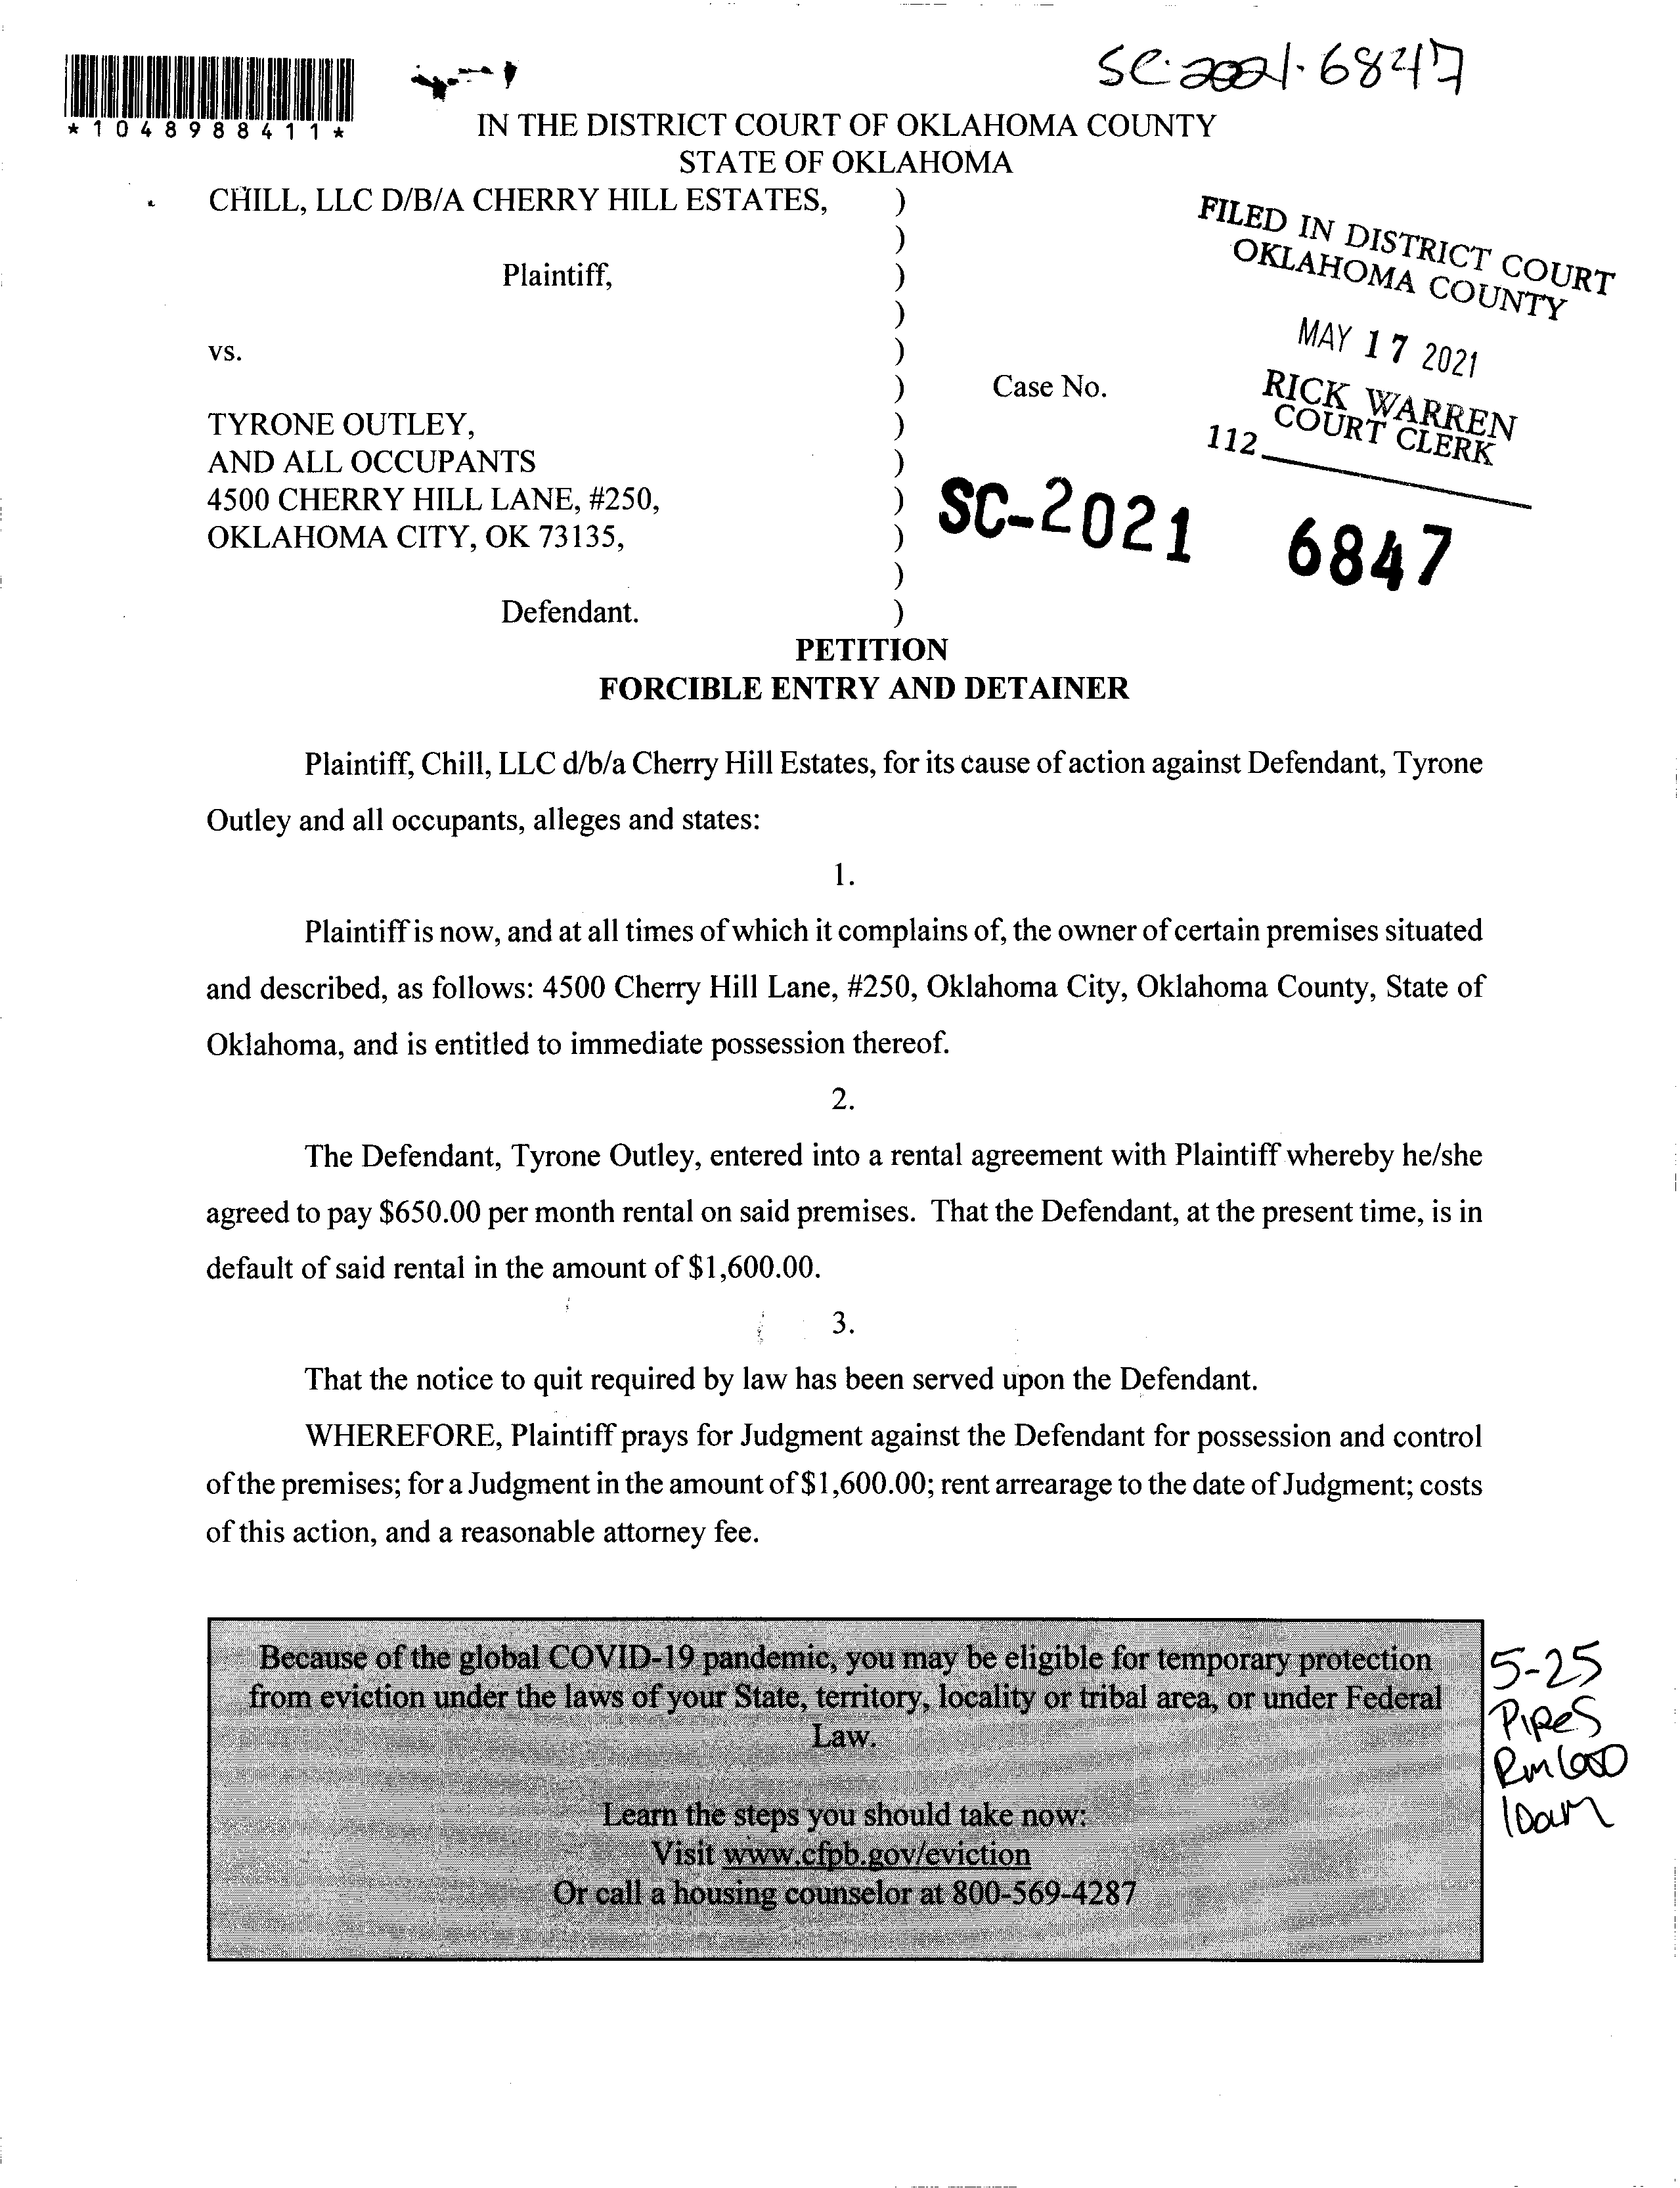 SC-2021-6847
*1048988411*
IN THE DISTRICT COURT OF OKLAHOMA COUNTY
STATE OF OKLAHOMA
CHILL, LLC D/B/A CHERRY HILL ESTATES, )
)
Plaintiff, )
)
vs. )
) Case No.
TYRONE OUTLEY, )
AND ALL OCCUPANTS )
4500 CHERRY HILL LANE, #250, )
OKLAHOMA CITY, OK 73135, )
)
Defendant. )
FILED IN DISTRICT COURT
OKLAHOMA COUNTY
MAY 17 2021
RICK WARREN
COURT CLERK
112
SC-2021 6847
PETITION
FORCIBLE ENTRY AND DETAINER
Plaintiff, Chill, LLC d/b/a Cherry Hill Estates, for its cause of action against Defendant, Tyrone
Outley and all occupants, alleges and states:
1.
Plaintiff is now, and at all times of which it complains of, the owner of certain premises situated
and described, as follows: 4500 Cherry Hill Lane, #250, Oklahoma City, Oklahoma County, State of
Oklahoma, and is entitled to immediate possession thereof.
2.
The Defendant, Tyrone Outley, entered into a rental agreement with Plaintiff whereby he/she
agreed to pay $650.00 per month rental on said premises. That the Defendant, at the present time, is in
default of said rental in the amount of $1,600.00.
3.
That the notice to quit required by law has been served upon the Defendant.
WHEREFORE, Plaintiff prays for Judgment against the Defendant for possession and control
of the premises; for a Judgment in the amount of $1,600.00; rent arrearage to the date of Judgment; costs
of this action, and a reasonable attorney fee.
Because of the global COVID-19 pandemic, you may be eligible for temporary protection
from eviction under the laws of your State, territory, locality or tribal area, or under Federal
Law.
Learn the steps you should take now:
Visit www.cfpb.gov/eviction
Or call a housing counselor at 800-569-4287
5-25
Pipes
Rm 600
10am